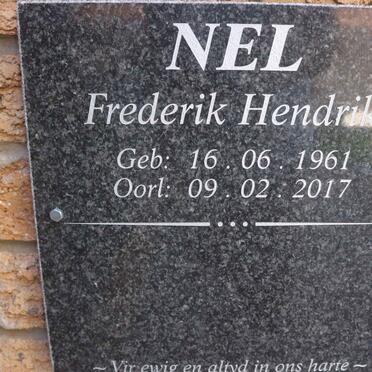 NEL
Frederik Hendrik
Geb: 16 . 06 . 1961
Oorl: 09 . 02 . 2017
~ Vir ewig en altyd in ons harte ~